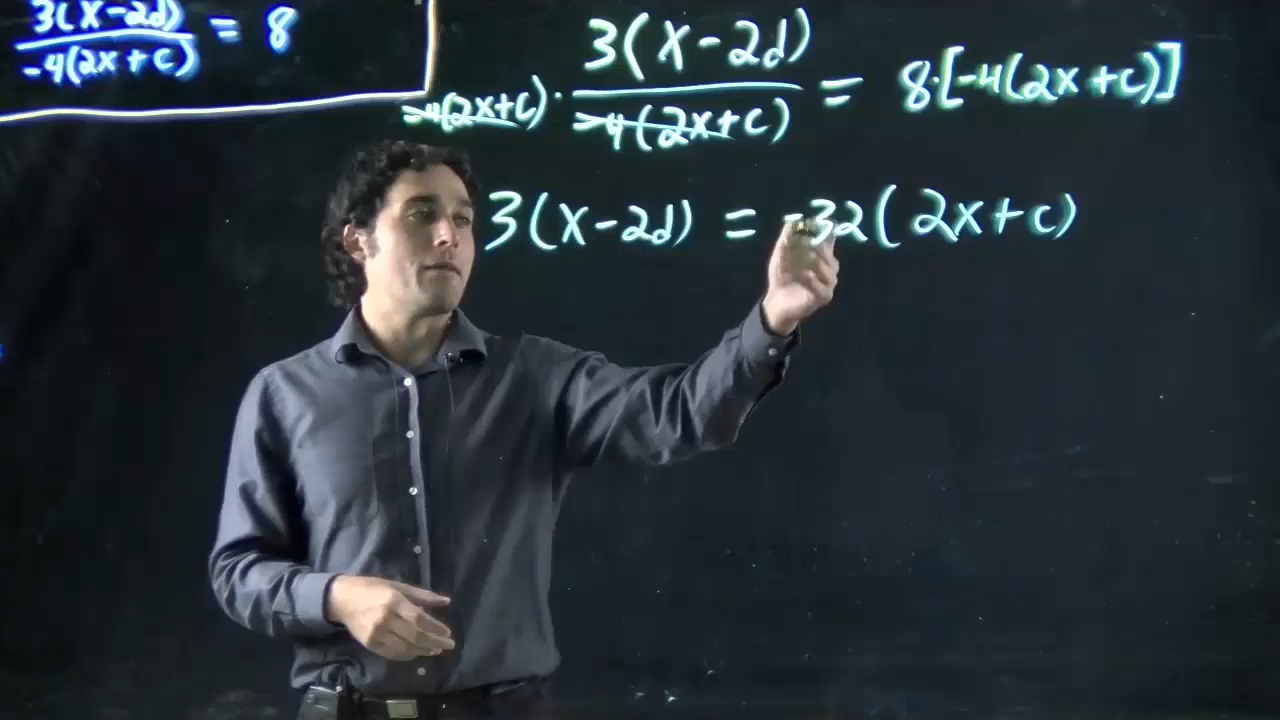 3(x-2d)
/ -4(2x+c) = 8
-4(2x+c) · 3(x-2d) / -4(2x+c) = 8·[-4(2x+c)]
3(x-2d) = -32(2x+c)